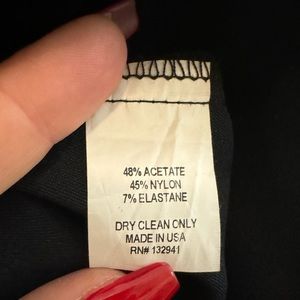 48% ACETATE
45% NYLON
7% ELASTANE
DRY CLEAN ONLY
MADE IN USA
RN# 132941